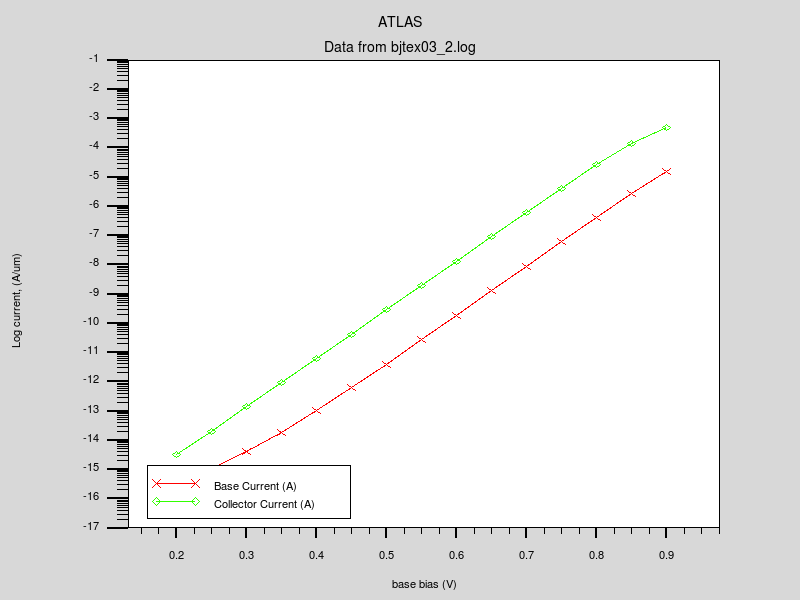 ATLAS
Data from bjtex03_2.log
-1
-2
-3
-4
-5
-6
-7
-8
-9
-10
-11
-12
-13
-14
-15
-16
-17
Log current, (A/um)
Base Current (A)
Collector Current (A)
0.2 0.3 0.4 0.5 0.6 0.7 0.8 0.9
base bias (V)